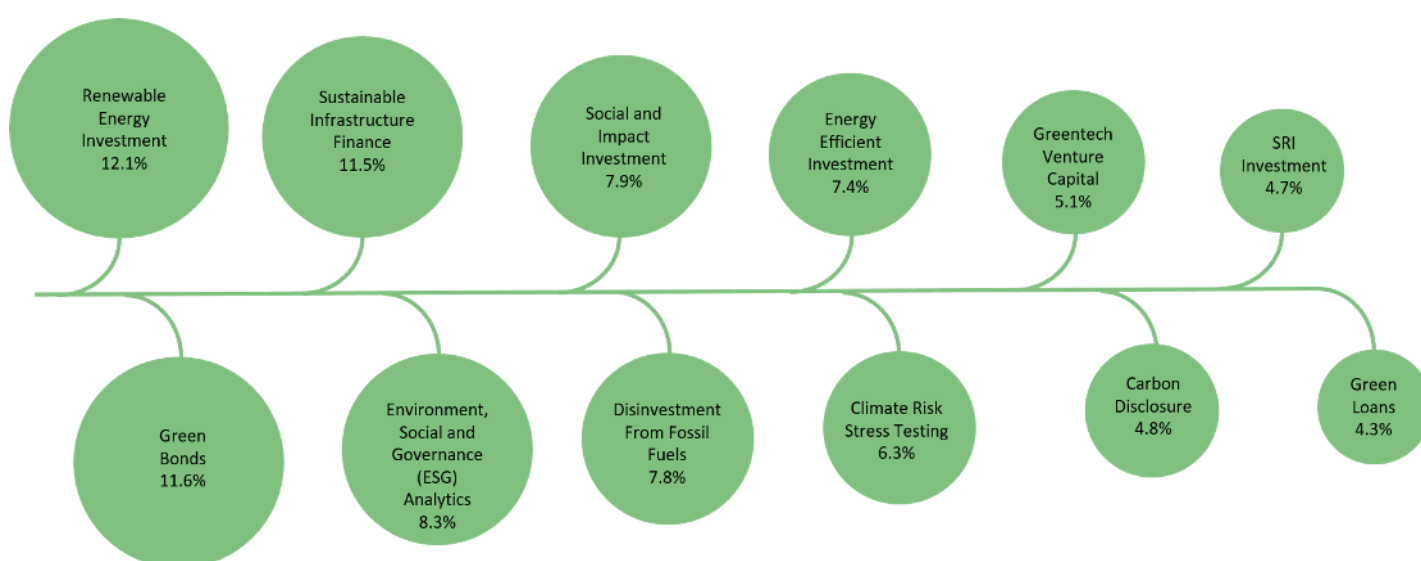 Renewable
Energy
Investment
12.1%
Sustainable
Infrastructure
Finance
11.5%
Social and
Impact
Investment
7.9%
Energy
Efficient
Investment
7.4%
Greentech
Venture
Capital
5.1%
SRI
Investment
4.7%
Green
Bonds
11.6%
Environment,
Social and
Governance
(ESG)
Analytics
8.3%
Disinvestment
From Fossil
Fuels
7.8%
Climate Risk
Stress Testing
6.3%
Carbon
Disclosure
4.8%
Green
Loans
4.3%